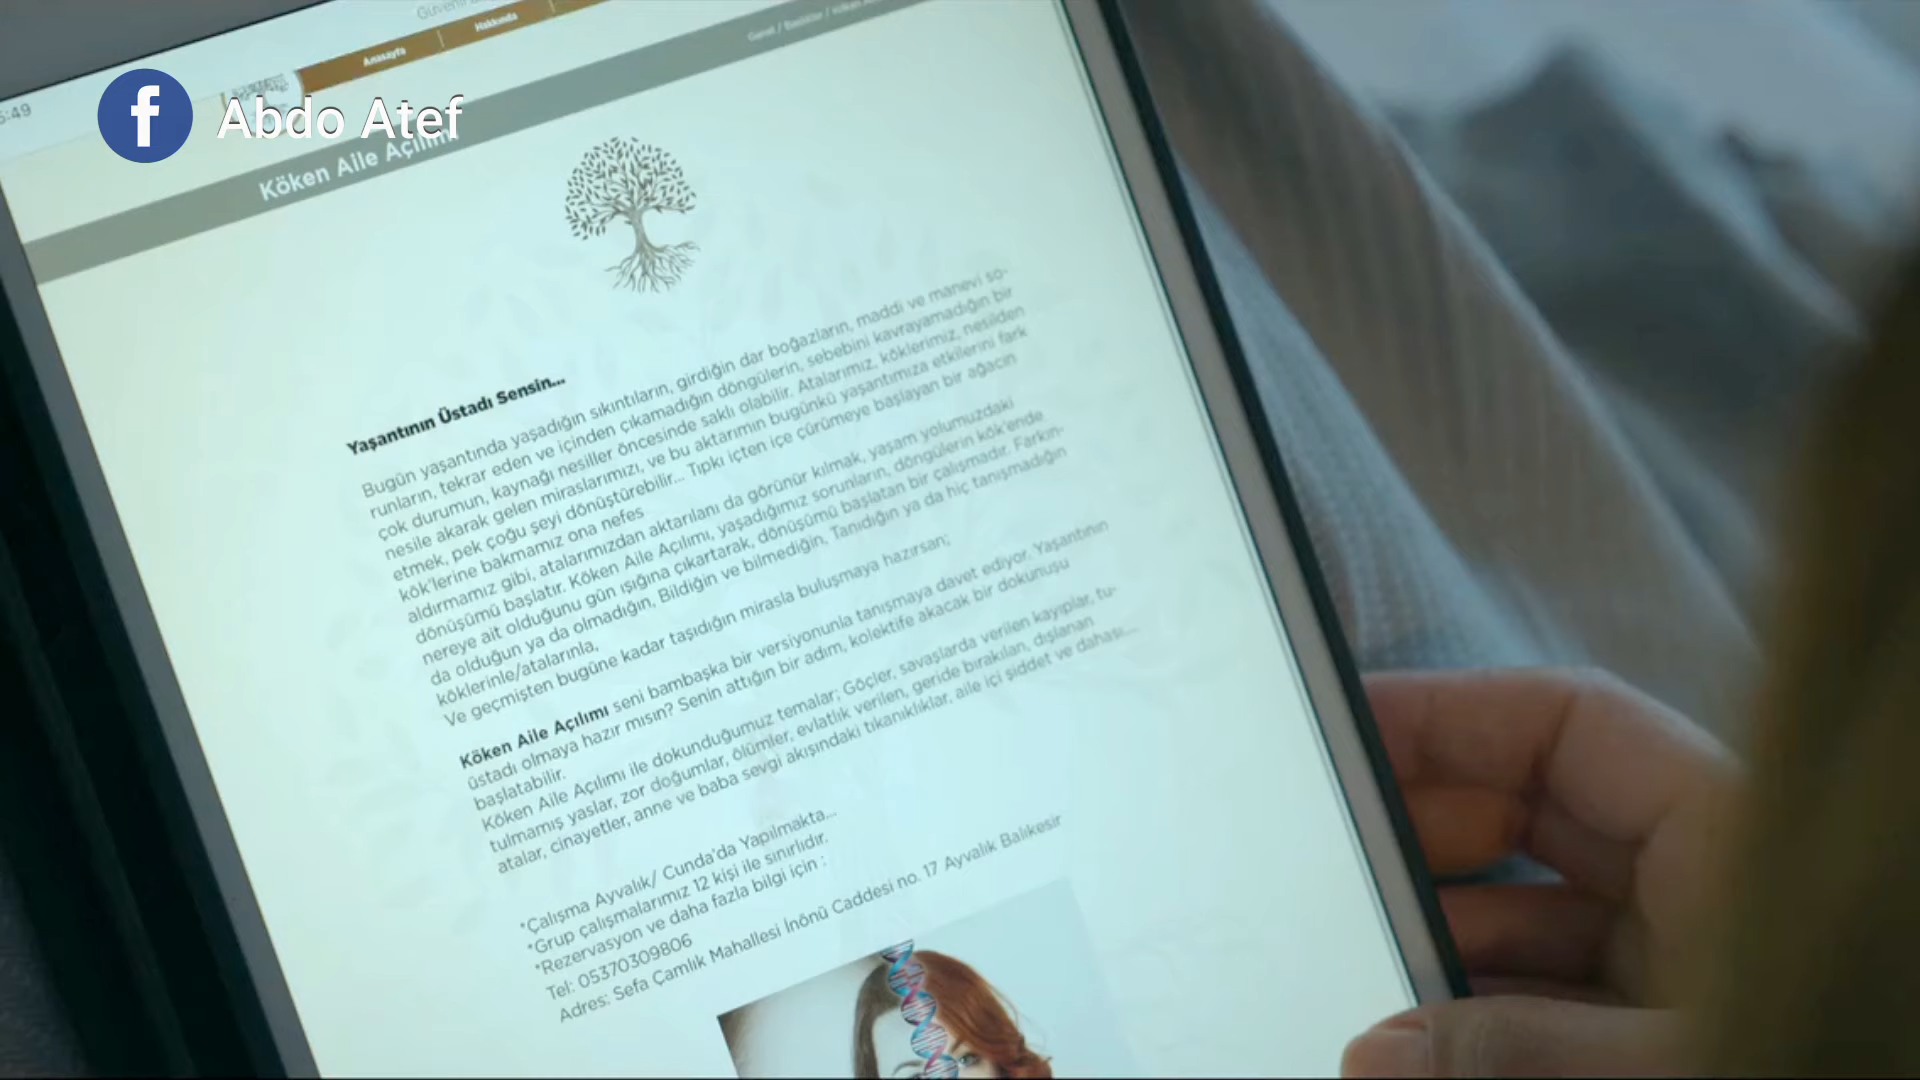 5:49
Anasayfa
Hakkında
Genel /
Abdo Atef
Köken Aile Açılımı
Yaşantının Üstadı Sensin...
Bugün yaşantında yaşadığın sıkıntıların, girdiğin dar boğazların, maddi ve manevi so-
runların, tekrar eden ve içinden çıkamadığın döngülerin, sebebini kavrayamadığın bir
çok durumun, kaynağı nesiller öncesinde saklı olabilir. Atalarımız, köklerimiz, nesilden
nesile akarak gelen miraslarımızı, ve bu aktarımın bugünkü yaşantımıza etkilerini fark
etmek, pek çoğu şeyi dönüştürebilir... Tıpkı içten içe çürümeye başlayan bir ağacın
kök'lerine bakmamız ona nefes
aldırmamız gibi, atalarımızdan aktarılanı da görünür kılmak, yaşam yolumuzdaki
dönüşümü başlatır. Köken Aile Açılımı, yaşadığımız sorunların, döngülerin kök'ende
nereye ait olduğunu gün ışığına çıkartarak, dönüşümü başlatan bir çalışmadır. Farkın-
da olduğun ya da olmadığın, Bildiğin ve bilmediğin, Tanıdığın ya da hiç tanışmadığın
köklerinle/atalarınla,
Ve geçmişten bugüne kadar taşıdığın mirasla buluşmaya hazırsan;
Köken Aile Açılımı seni bambaşka bir versiyonunla tanışmaya davet ediyor. Yaşantının
üstadı olmaya hazır mısın? Senin attığın bir adım, kolektife akacak bir dokunuşu
başlatabilir.
Köken Aile Açılımı ile dokunduğumuz temalar; Göçler, savaşlarda verilen kayıplar, tu-
tulmamış yaslar, zor doğumlar, ölümler, evlatlık verilen, geride bırakılan, dışlanan
atalar, cinayetler, anne ve baba sevgi akışındaki tıkanıklıklar, aile içi şiddet ve dahası...
*Çalışma Ayvalık/ Cunda'da Yapılmakta...
*Grup çalışmalarımız 12 kişi ile sınırlıdır.
*Rezervasyon ve daha fazla bilgi için :
Tel: 05370309806
Adres: Sefa Çamlık Mahallesi İnönü Caddesi no. 17 Ayvalık Balıkesir